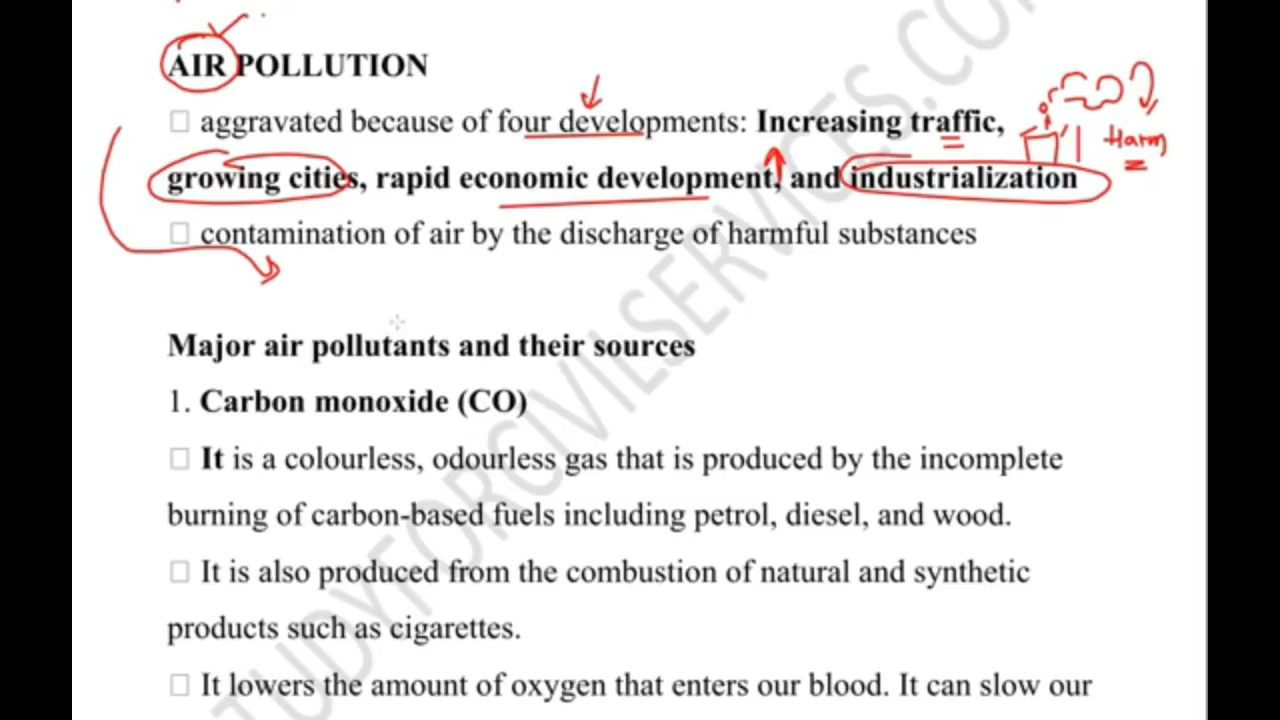 AIR POLLUTION
□ aggravated because of four developments: Increasing traffic,
Harm
growing cities, rapid economic development, and industrialization
□ contamination of air by the discharge of harmful substances
Major air pollutants and their sources
1. Carbon monoxide (CO)
□ It is a colourless, odourless gas that is produced by the incomplete
burning of carbon-based fuels including petrol, diesel, and wood.
□ It is also produced from the combustion of natural and synthetic
products such as cigarettes.
□ It lowers the amount of oxygen that enters our blood. It can slow our
UDYFORCIVILSERVICES.CO